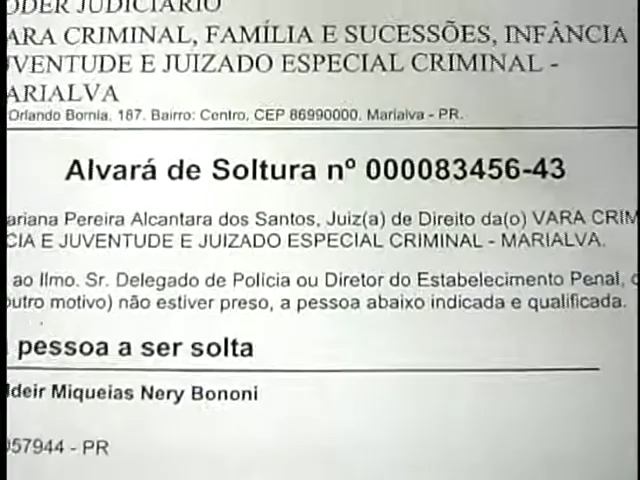 ODER JUDICIÁRIO
ARA CRIMINAL, FAMÍLIA E SUCESSÕES, INFÂNCIA
UVENTUDE E JUIZADO ESPECIAL CRIMINAL -
ARIALVA
Orlando Bornia, 187. Bairro: Centro, CEP 86990000. Marialva - PR.
Alvará de Soltura nº 000083456-43
ariana Pereira Alcantara dos Santos, Juiz(a) de Direito da(o) VARA CRIM
CIA E JUVENTUDE E JUIZADO ESPECIAL CRIMINAL - MARIALVA.
ao Ilmo. Sr. Delegado de Polícia ou Diretor do Estabelecimento Penal,
outro motivo) não estiver preso, a pessoa abaixo indicada e qualificada.
pessoa a ser solta
ldeir Miqueias Nery Bononi
057944 - PR